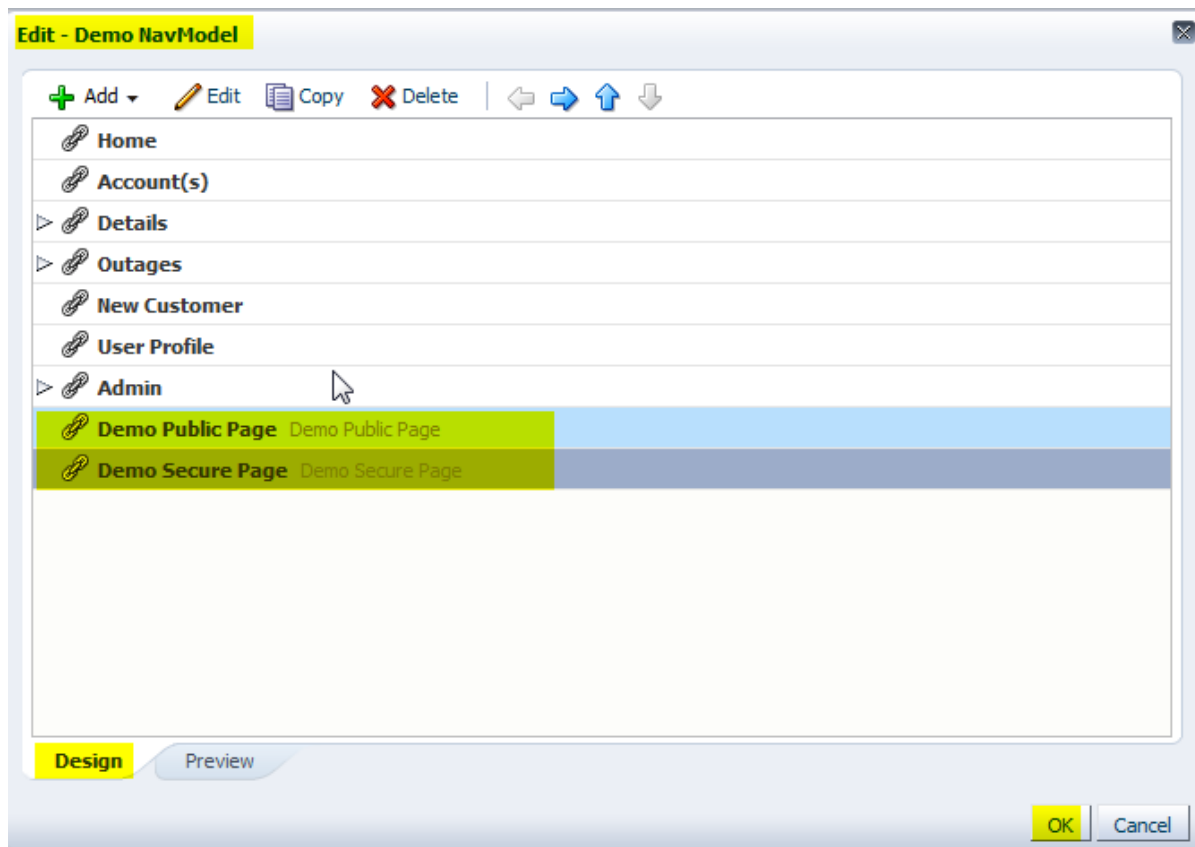 Edit - Demo NavModel
Add Edit Copy Delete
Home
Account(s)
Details
Outages
New Customer
User Profile
Admin
Demo Public Page Demo Public Page
Demo Secure Page Demo Secure Page
Design Preview
OK Cancel